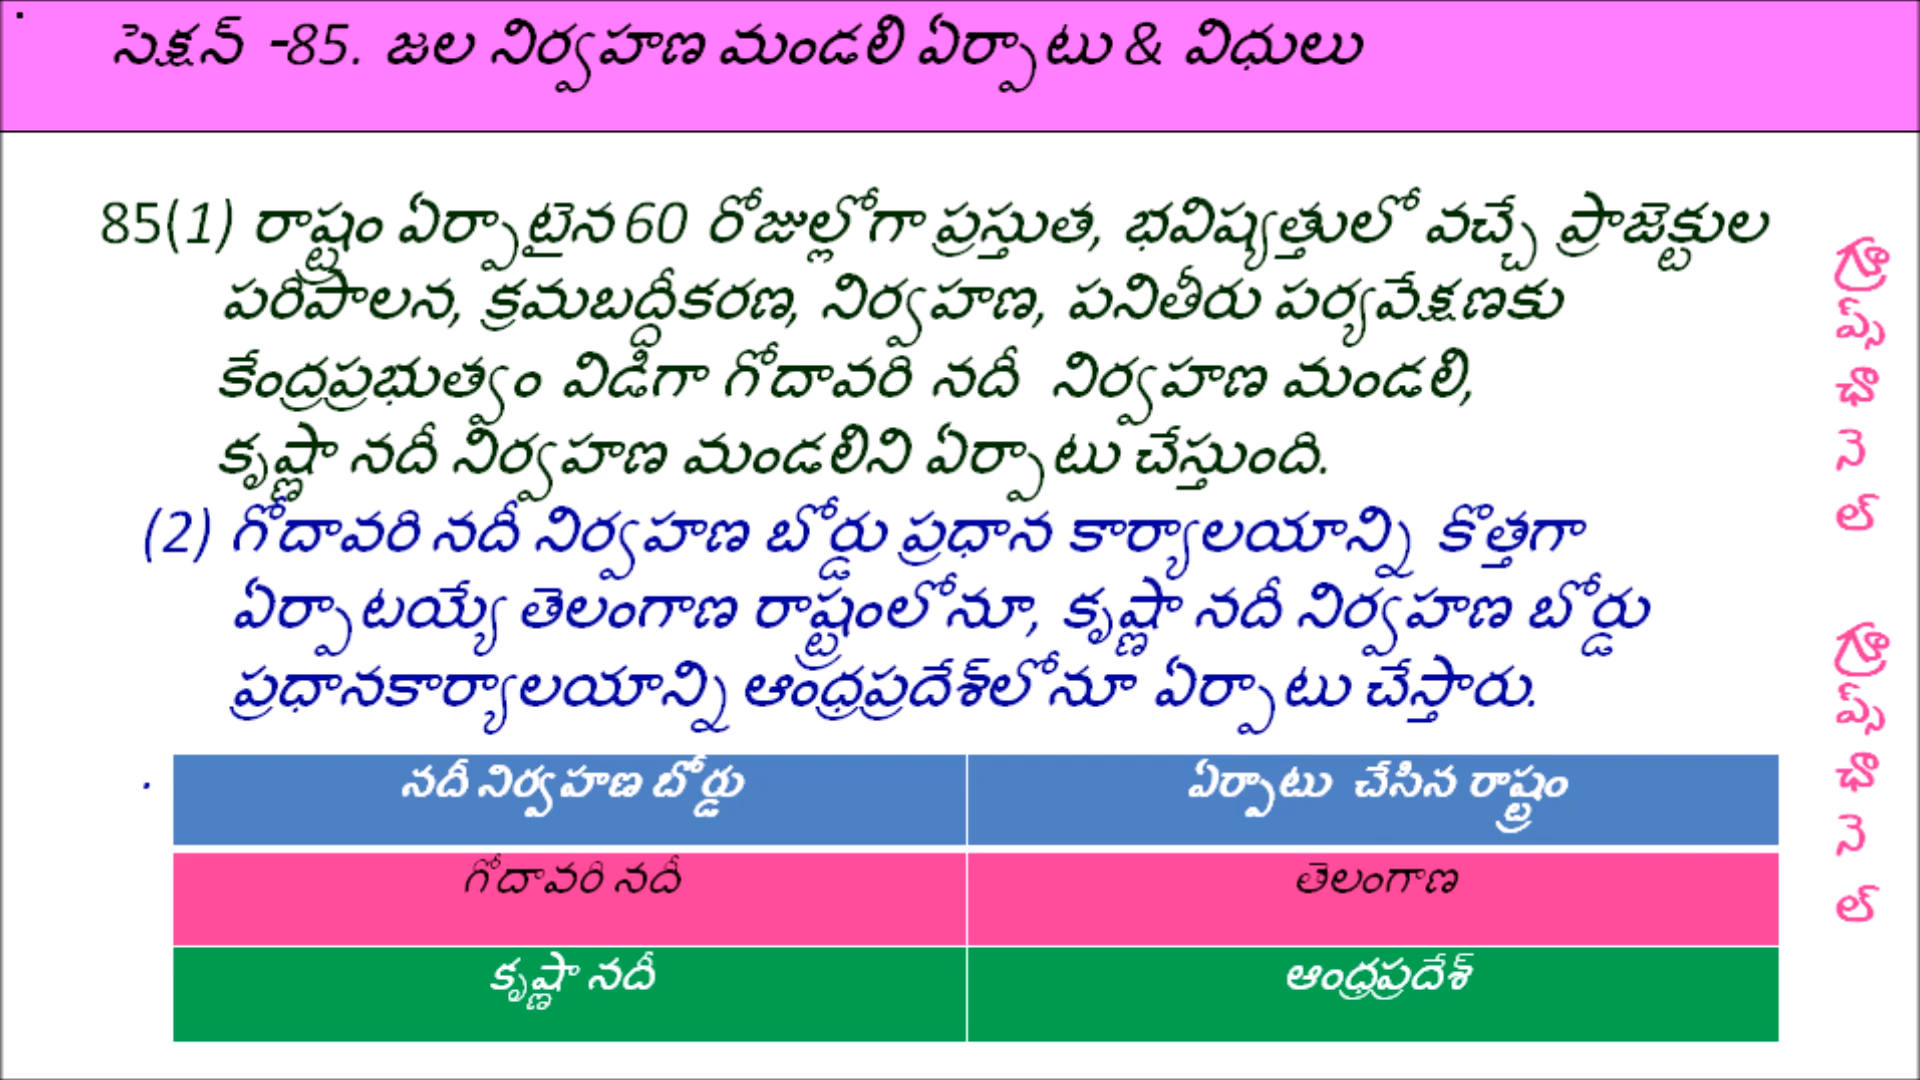 సెక్షన్ -85. జల నిర్వహణ మండలి ఏర్పాటు & విధులు
85(1) రాష్ట్రం ఏర్పాటైన 60 రోజుల్లోగా ప్రస్తుత, భవిష్యత్తులో వచ్చే ప్రాజెక్టుల
పరిపాలన, క్రమబద్దీకరణ, నిర్వహణ, పనితీరు పర్యవేక్షణకు
కేంద్రప్రభుత్వం విడిగా గోదావరి నదీ నిర్వహణ మండలి,
కృష్ణా నదీ నిర్వహణ మండలిని ఏర్పాటు చేస్తుంది.
(2) గోదావరి నదీ నిర్వహణ బోర్డు ప్రధాన కార్యాలయాన్ని కొత్తగా
ఏర్పాటయ్యే తెలంగాణ రాష్ట్రంలోనూ, కృష్ణా నదీ నిర్వహణ బోర్డు
ప్రధానకార్యాలయాన్ని ఆంధ్రప్రదేశ్‌లోనూ ఏర్పాటు చేస్తారు.
నదీ నిర్వహణ బోర్డు ఏర్పాటు చేసిన రాష్ట్రం
గోదావరి నదీ తెలంగాణ
కృష్ణా నదీ ఆంధ్రప్రదేశ్